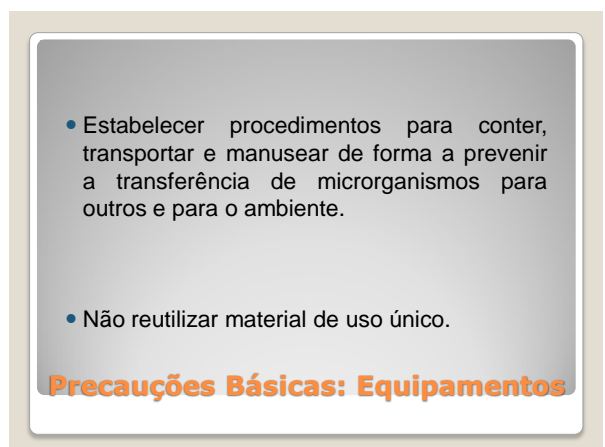 Estabelecer procedimentos para conter,
transportar e manusear de forma a prevenir
a transferência de microrganismos para
outros e para o ambiente.
Não reutilizar material de uso único.
Precauções Básicas: Equipamentos